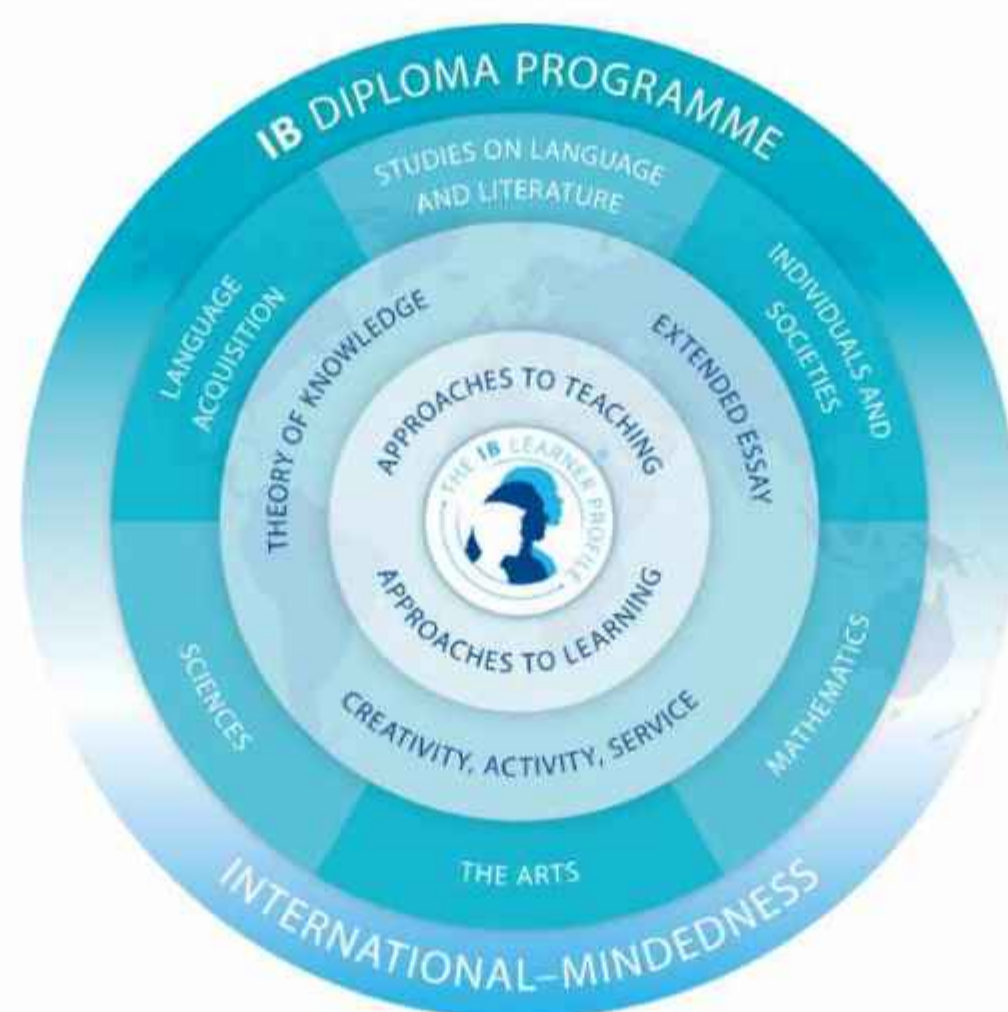 IB DIPLOMA PROGRAMME
STUDIES ON LANGUAGE
AND LITERATURE
LANGUAGE
ACQUISITION
INDIVIDUALS AND
SOCIETIES
THEORY OF KNOWLEDGE
EXTENDED ESSAY
APPROACHES TO TEACHING
THE IB LEARNER PROFILE
®
APPROACHES TO LEARNING
CREATIVITY, ACTIVITY, SERVICE
SCIENCES
MATHEMATICS
THE ARTS
INTERNATIONAL–MINDEDNESS